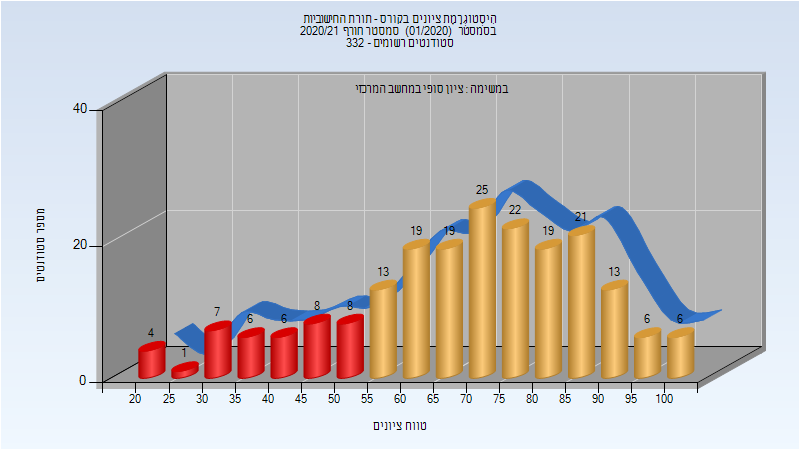 היסטוגרמת ציונים בקורס - תורת החישוביות
בסמסטר (01/2020) סמסטר חורף 2020/21
סטודנטים רשומים - 332
במשימה : ציון סופי במחשב המרכזי
מספר סטודנטים
40
20
0
4
1
7
6
6
8
8
13
19
19
25
22
19
21
13
6
6
20 25 30 35 40 45 50 55 60 65 70 75 80 85 90 95 100
טווח ציונים